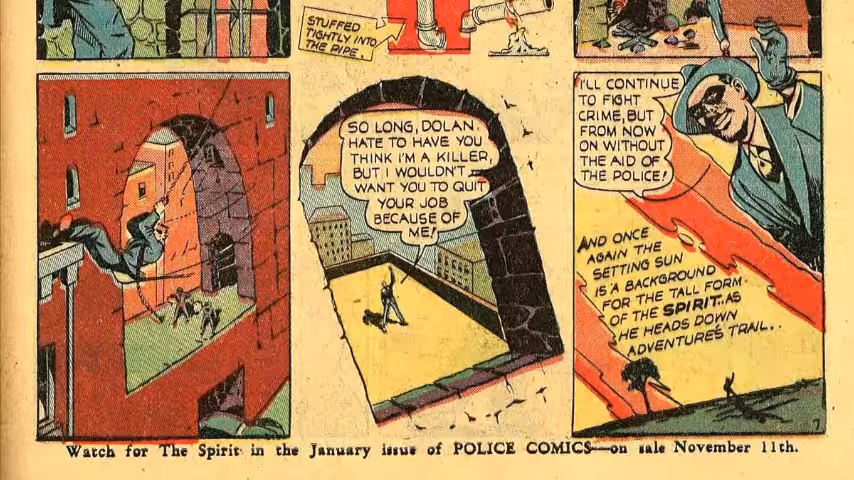 STUFFED
TIGHTLY INTO
THE PIPE.
SO LONG, DOLAN.
HATE TO HAVE YOU
THINK I'M A KILLER,
BUT I WOULDN'T
WANT YOU TO QUIT
YOUR JOB
BECAUSE OF
ME!
I'LL CONTINUE
TO FIGHT
CRIME, BUT
FROM NOW
ON WITHOUT
THE AID OF
THE POLICE!
AND ONCE
AGAIN THE
SETTING SUN
IS A BACKGROUND
FOR THE TALL FORM
OF THE SPIRIT..AS
HE HEADS DOWN
ADVENTURE'S TRAIL..
7
Watch for The Spirit in the January issue of POLICE COMICS—on sale November 11th.